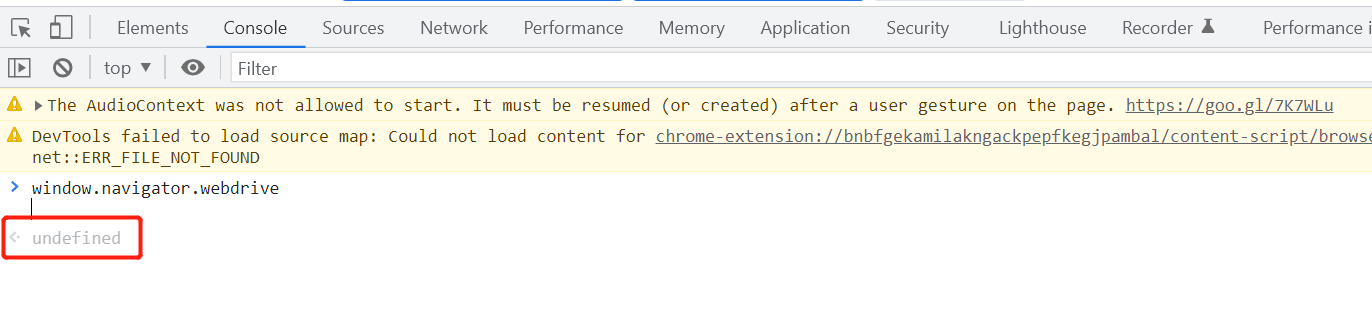 Elements Console Sources Network Performance Memory Application Security Lighthouse Recorder Performance i
top ▼ Filter
The AudioContext was not allowed to start. It must be resumed (or created) after a user gesture on the page. https://goo.gl/7K7WLu
DevTools failed to load source map: Could not load content for chrome-extension://bnbfgekamilakngackpepfkegjpambal/content-script/browse
net::ERR_FILE_NOT_FOUND
window.navigator.webdrive
undefined